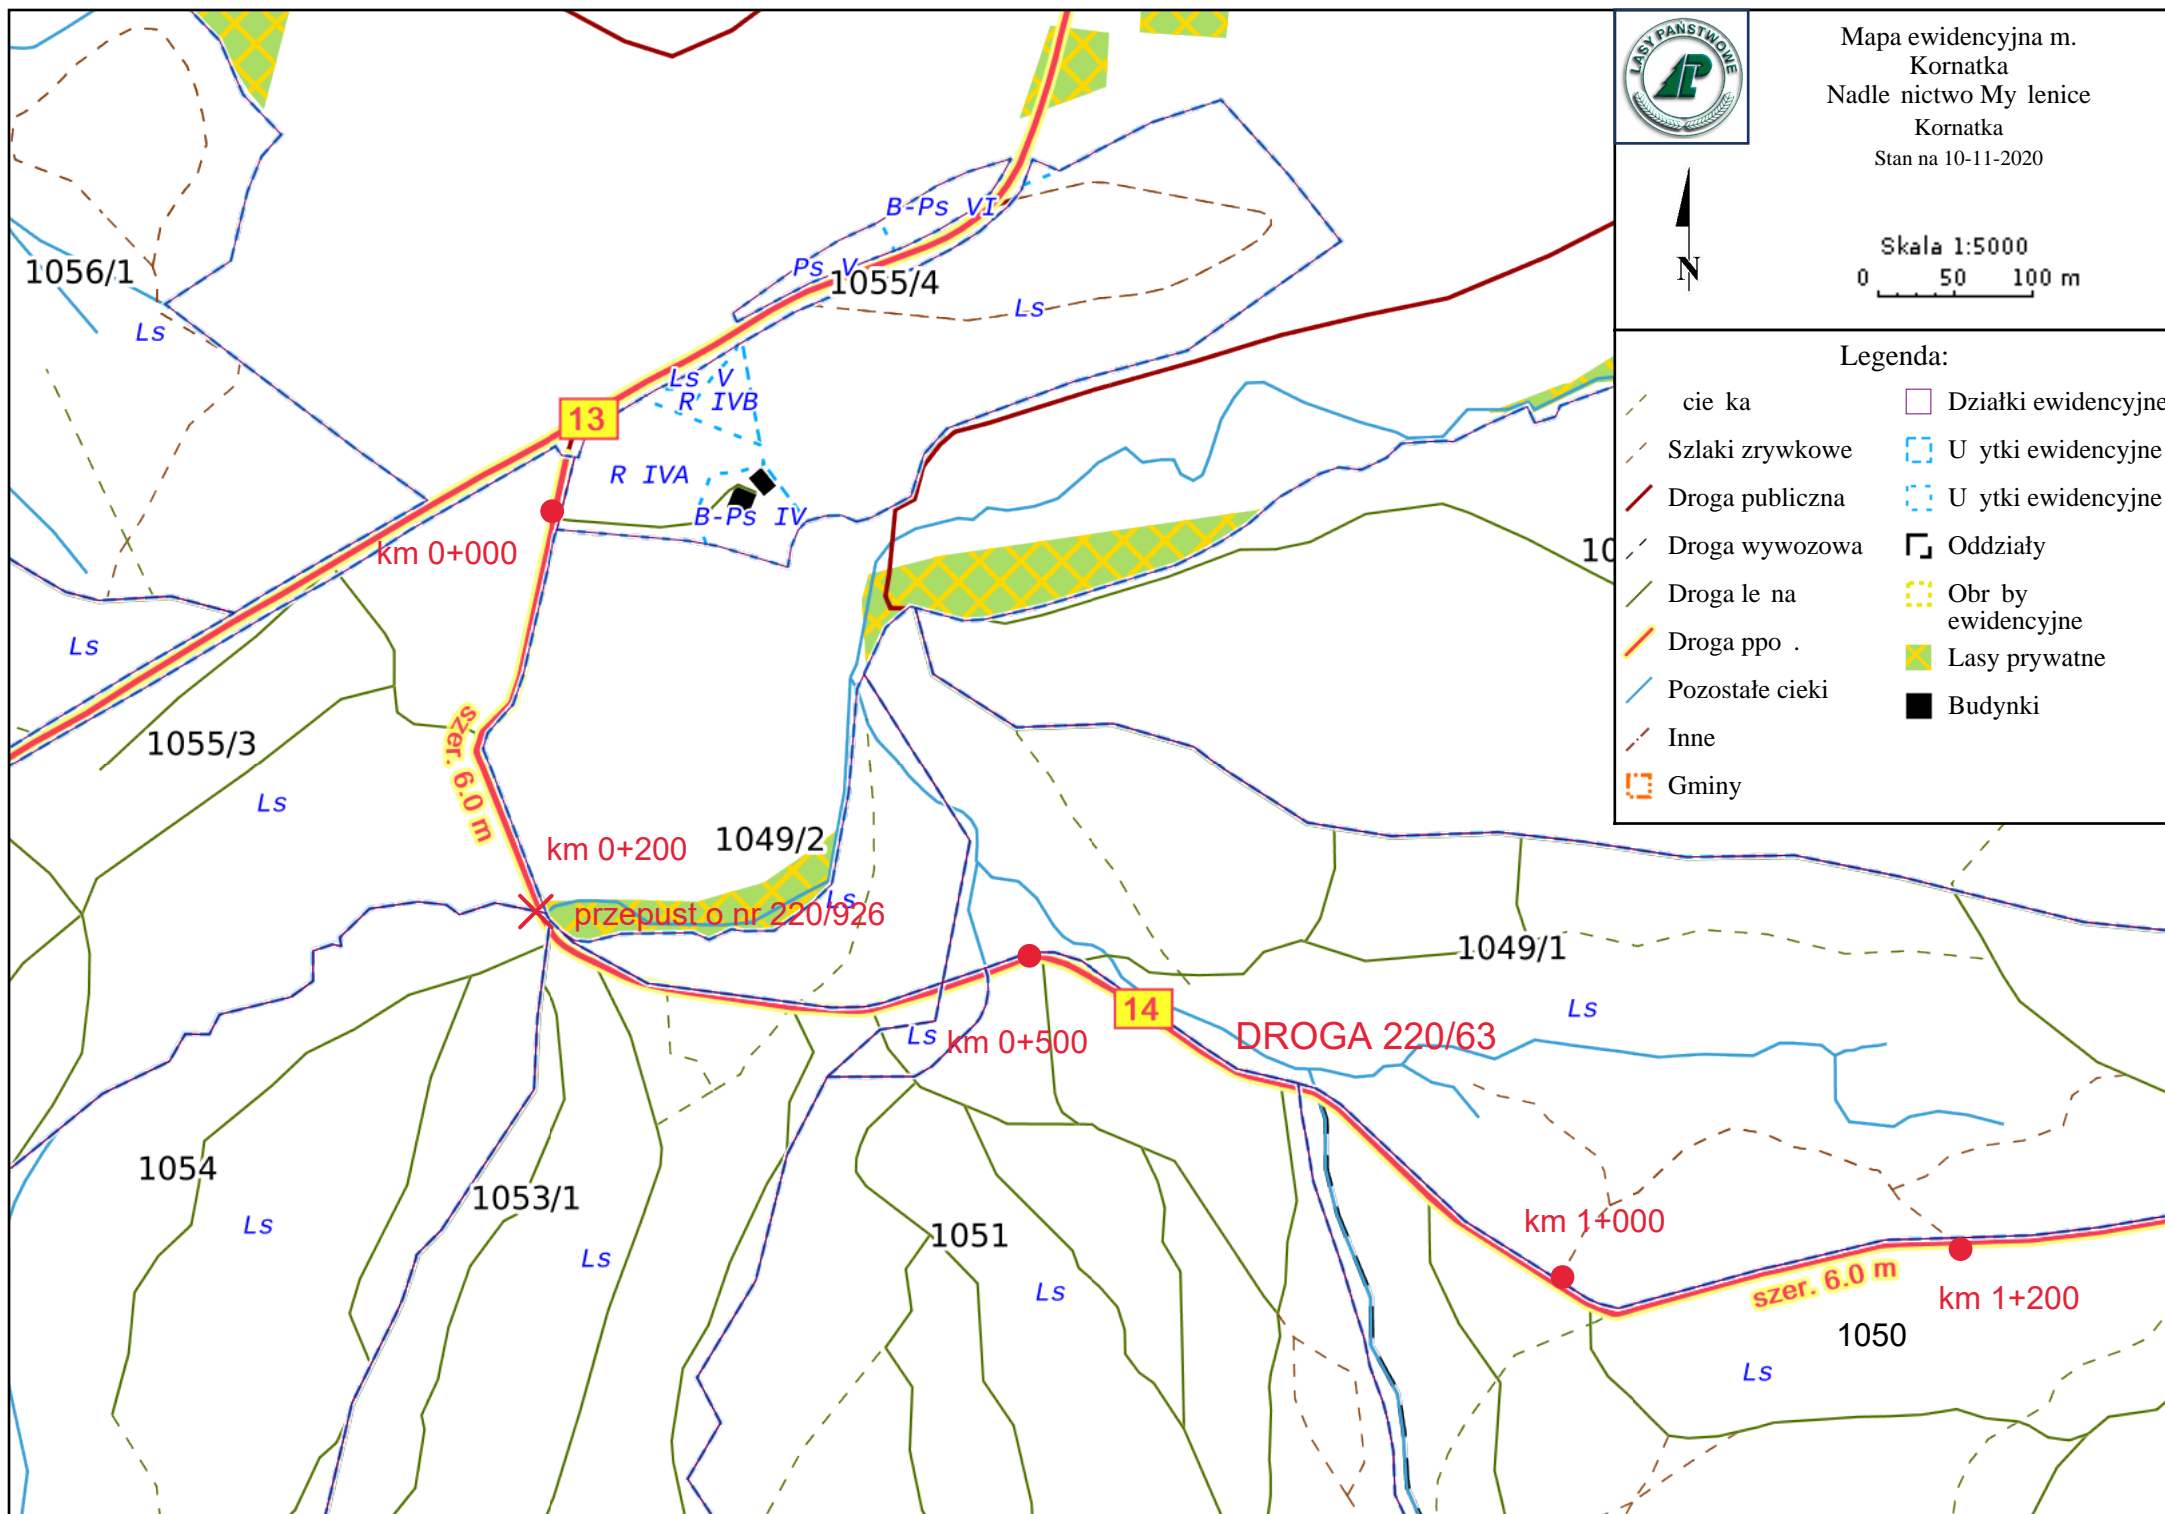 LASY PAŃSTWOWE
LP
Mapa ewidencyjna m.
Kornatka
Nadle nictwo My lenice
Kornatka
Stan na 10-11-2020
N
Skala 1:5000
0 50 100 m
Legenda:
cie ka
Szlaki zrywkowe
Droga publiczna
Droga wywozowa
Droga le na
Droga ppo .
Pozostałe cieki
Inne
Gminy
Działki ewidencyjne
U ytki ewidencyjne
U ytki ewidencyjne
Oddziały
Obr by
ewidencyjne
Lasy prywatne
Budynki
B-Ps VI
1056/1
Ps V
1055/4
Ls
Ls
Ls V
R IVB
13
R IVA
B-Ps IV
km 0+000
10
Ls
1055/3
szer. 6.0 m
Ls
km 0+200
1049/2
Ls
przepust o nr 220/926
1049/1
14
Ls
Ls
km 0+500
DROGA 220/63
1054
1053/1
Ls
Ls
1051
Ls
km 1+000
szer. 6.0 m
km 1+200
1050
Ls